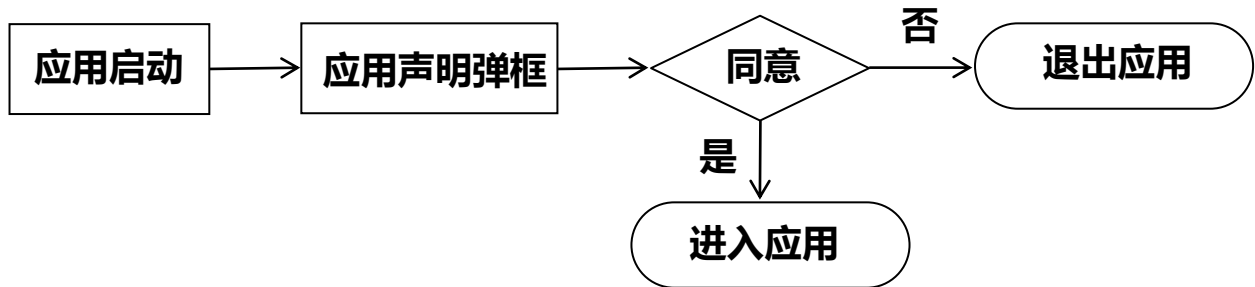 应用启动
应用声明弹框
同意
否
退出应用
是
进入应用